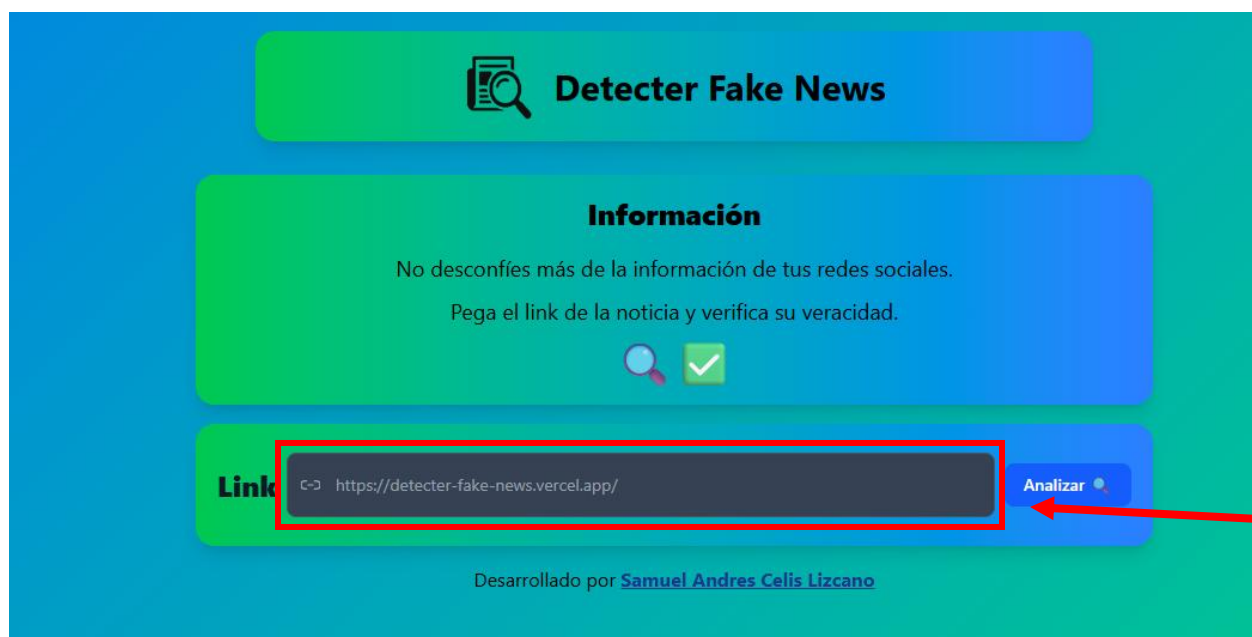 Detecter Fake News
Información
No desconfíes más de la información de tus redes sociales.
Pega el link de la noticia y verifica su veracidad.
Link https://detecter-fake-news.vercel.app/ Analizar
Desarrollado por Samuel Andres Celis Lizcano